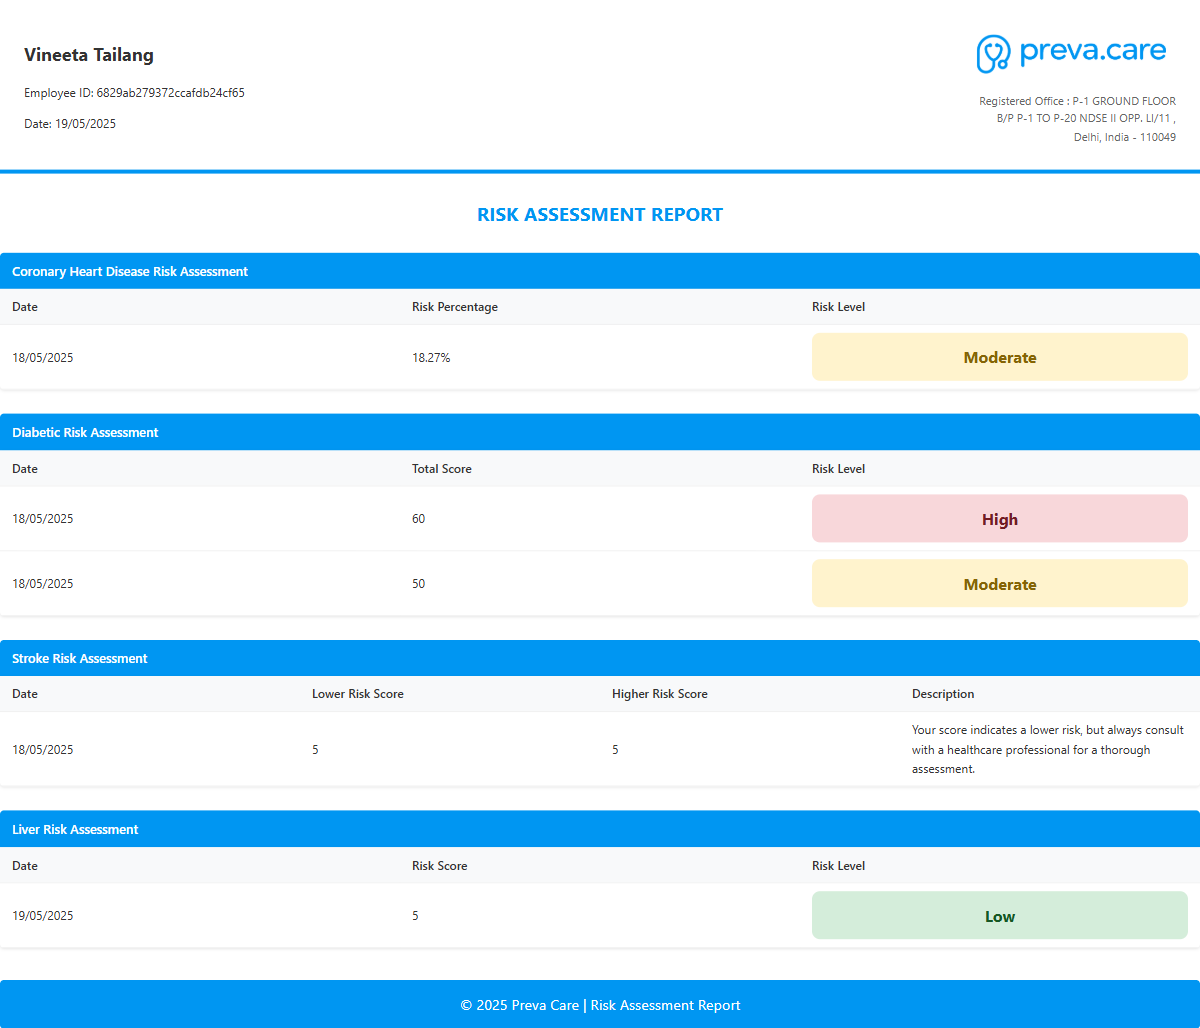 Vineeta Tailang
Employee ID: 6829ab279372ccafdb24cf65
Date: 19/05/2025
preva.care
Registered Office : P-1 GROUND FLOOR
B/P P-1 TO P-20 NDSE II OPP. LI/11 ,
Delhi, India - 110049
RISK ASSESSMENT REPORT
Coronary Heart Disease Risk Assessment
Date Risk Percentage Risk Level
18/05/2025 18.27% Moderate
Diabetic Risk Assessment
Date Total Score Risk Level
18/05/2025 60 High
18/05/2025 50 Moderate
Stroke Risk Assessment
Date Lower Risk Score Higher Risk Score Description
18/05/2025 5 5 Your score indicates a lower risk, but always consult
with a healthcare professional for a thorough
assessment.
Liver Risk Assessment
Date Risk Score Risk Level
19/05/2025 5 Low
© 2025 Preva Care | Risk Assessment Report